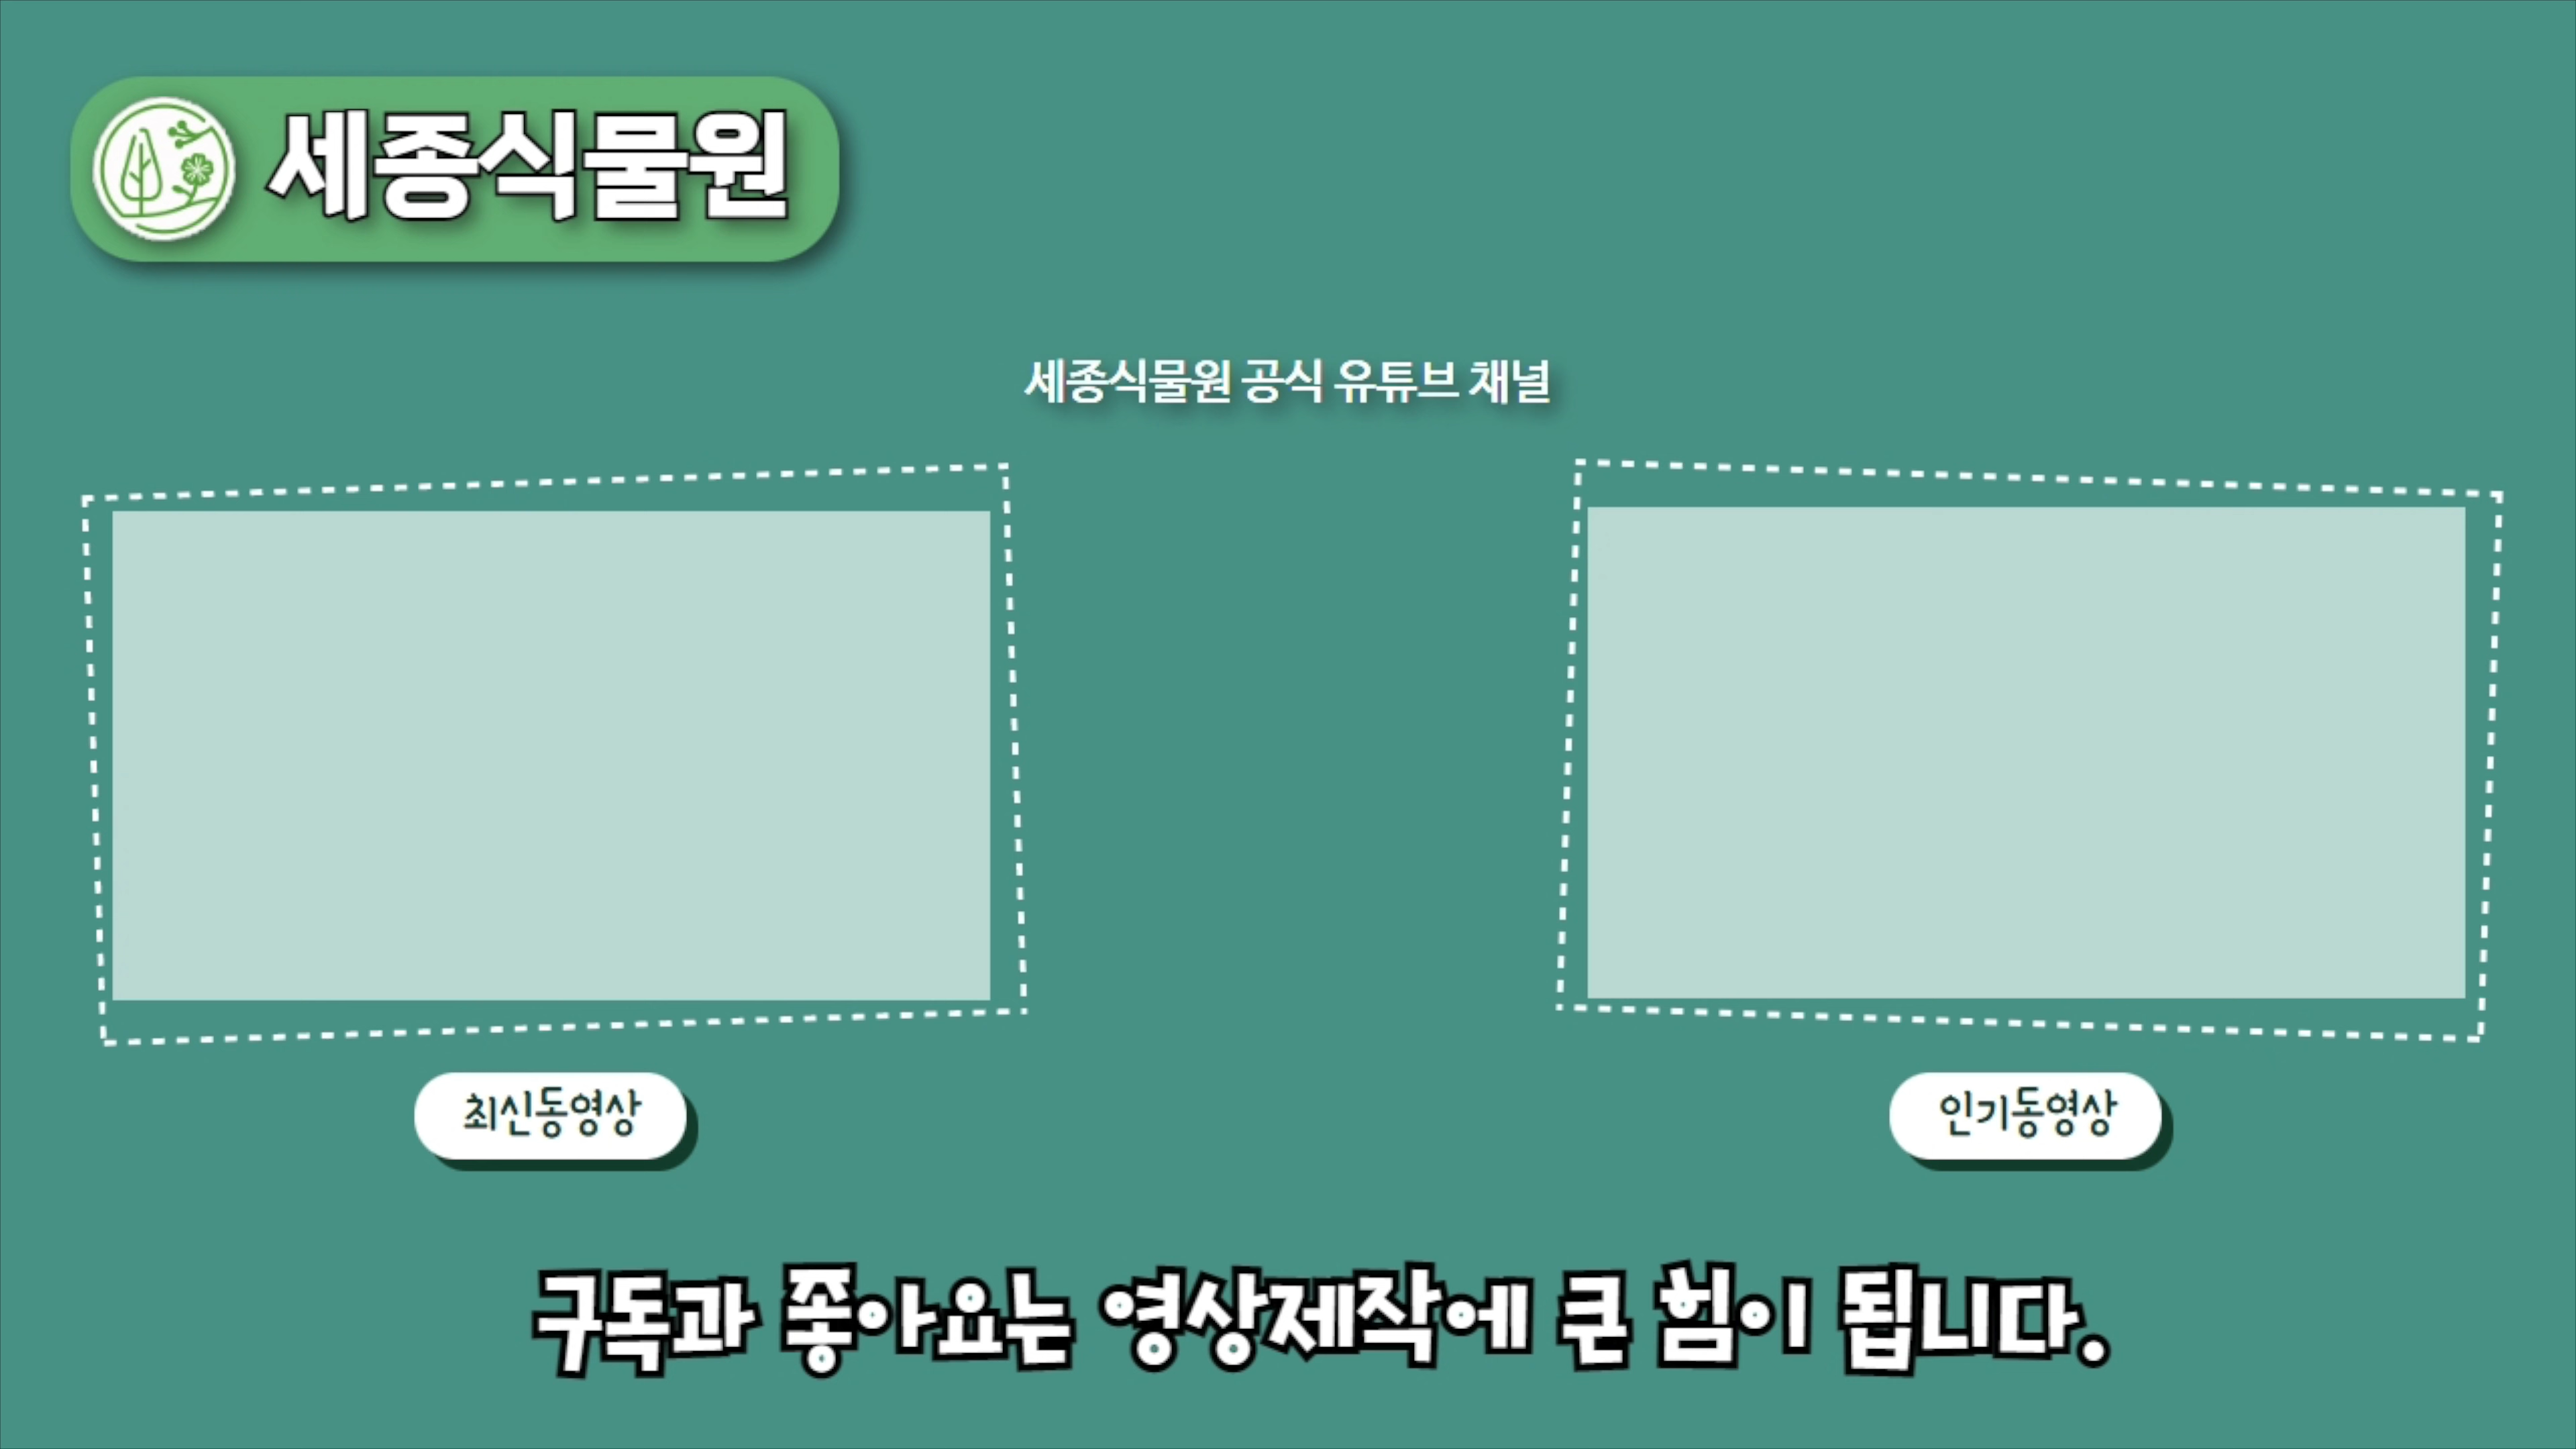 세종식물원
세종식물원 공식 유튜브 채널
최신동영상
인기동영상
구독과 좋아요는 영상제작에 큰 힘이 됩니다.